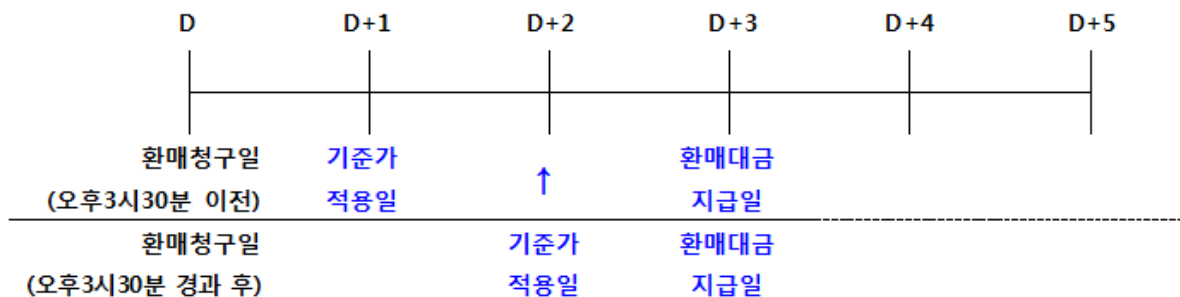 D D+1 D+2 D+3 D+4 D+5
환매청구일 기준가 환매대금
↑
(오후3시30분 이전) 적용일 지급일
환매청구일 기준가 환매대금
(오후3시30분 경과 후) 적용일 지급일